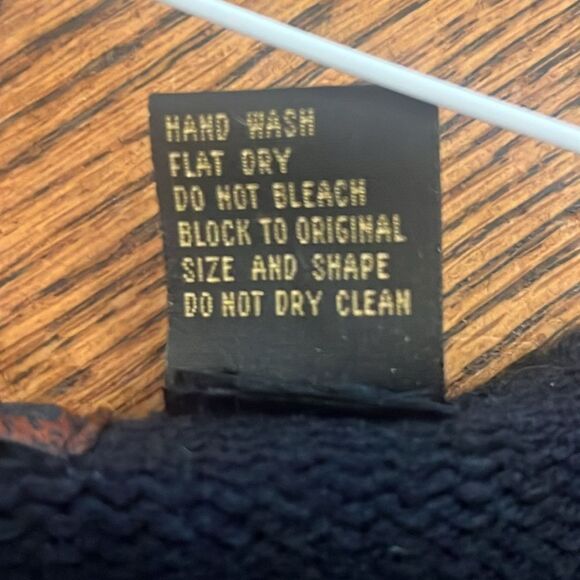 HAND WASH
FLAT DRY
DO NOT BLEACH
BLOCK TO ORIGINAL
SIZE AND SHAPE
DO NOT DRY CLEAN